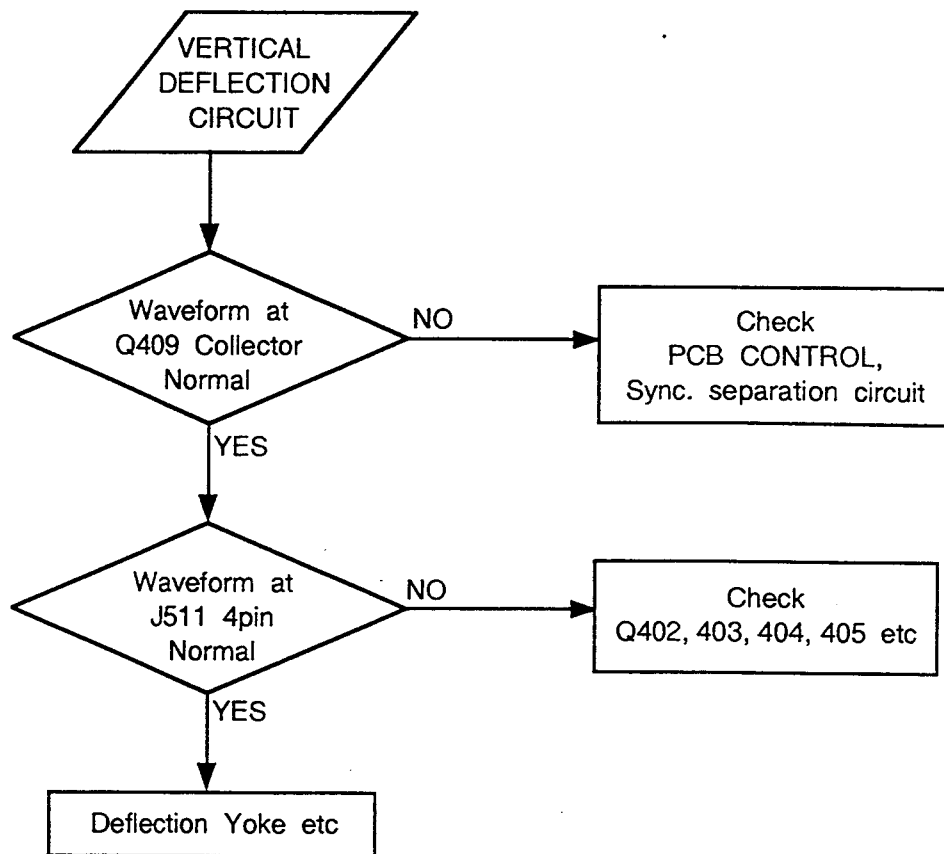 VERTICAL
DEFLECTION
CIRCUIT
Waveform at
Q409 Collector
Normal
NO
Check
PCB CONTROL,
Sync. separation circuit
YES
Waveform at
J511 4pin
Normal
NO
Check
Q402, 403, 404, 405 etc
YES
Deflection Yoke etc